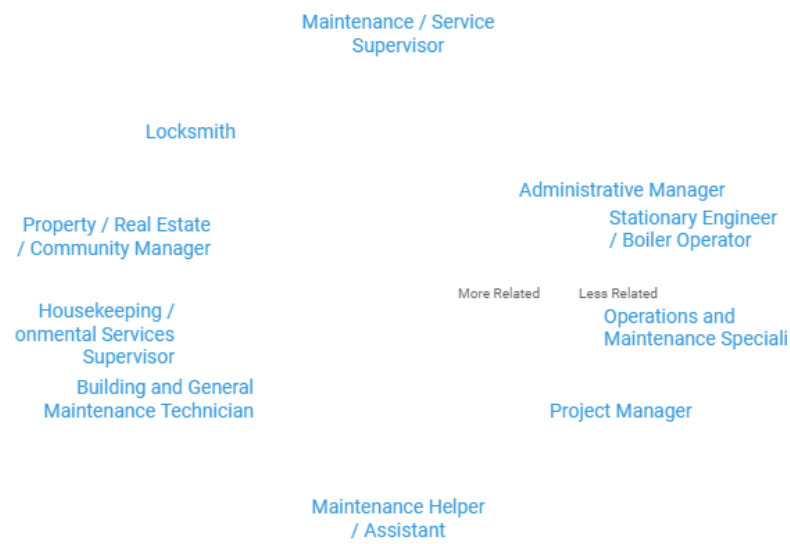 Maintenance / Service
Supervisor
Locksmith
Administrative Manager
Property / Real Estate
/ Community Manager
Stationary Engineer
/ Boiler Operator
More Related
Less Related
Housekeeping /
onmental Services
Supervisor
Operations and
Maintenance Speciali
Building and General
Maintenance Technician
Project Manager
Maintenance Helper
/ Assistant